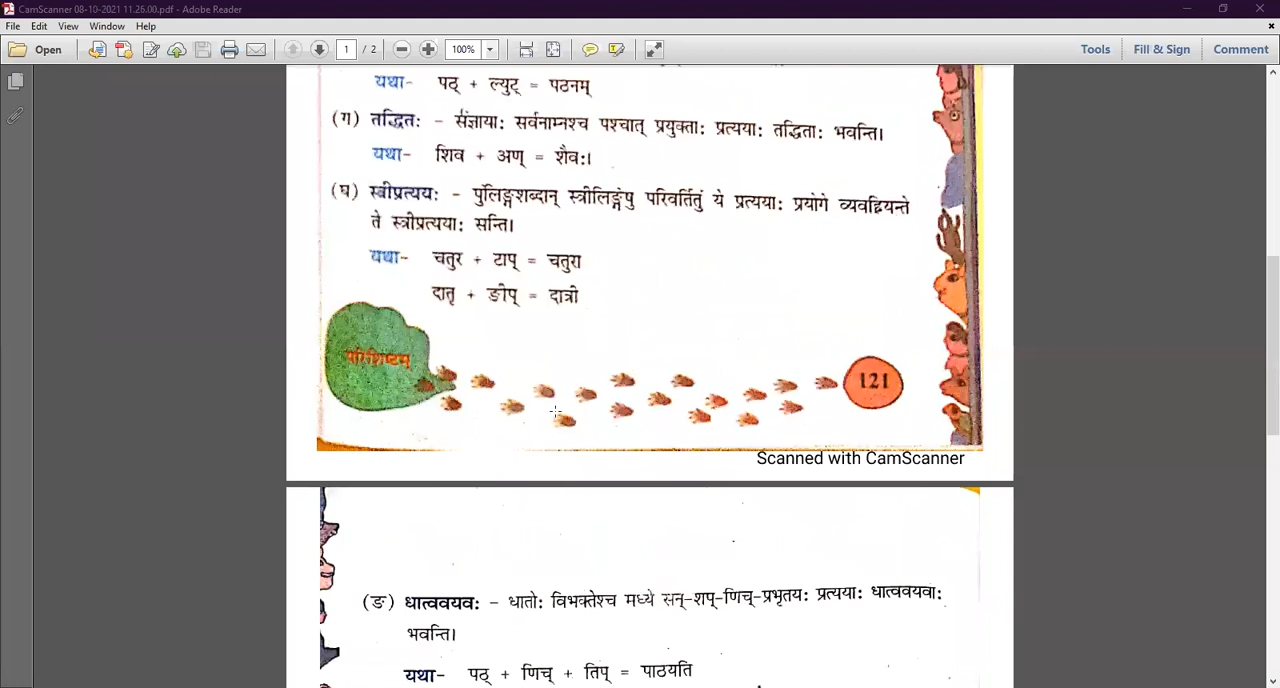 CamScanner 08-10-2021 11.26.00.pdf - Adobe Reader
File Edit View Window Help
Open 1 / 2 100% Tools Fill & Sign Comment
यथा- पठ् + ल्युट् = पठनम्
(ग) तद्धितः - संज्ञायाः सर्वनाम्नश्च पश्चात् प्रयुक्ताः प्रत्ययाः तद्धिताः भवन्ति।
यथा- शिव + अण् = शैवः।
(घ) स्त्रीप्रत्ययः - पुंलिङ्गशब्दान् स्त्रीलिङ्गेषु परिवर्तितुं ये प्रत्ययाः प्रयोगे व्यवह्रियन्ते
ते स्त्रीप्रत्ययाः सन्ति।
यथा- चतुर + टाप् = चतुरा
दातृ + ङीप् = दात्री
परिशिष्टम्
121
Scanned with CamScanner
(ङ) धात्ववयवः - धातोः विभक्तेश्च मध्ये सन्-शप्-णिच्-प्रभृतयः प्रत्ययाः धात्ववयवाः
भवन्ति।
यथा- पठ् + णिच् + तिप् = पाठयति